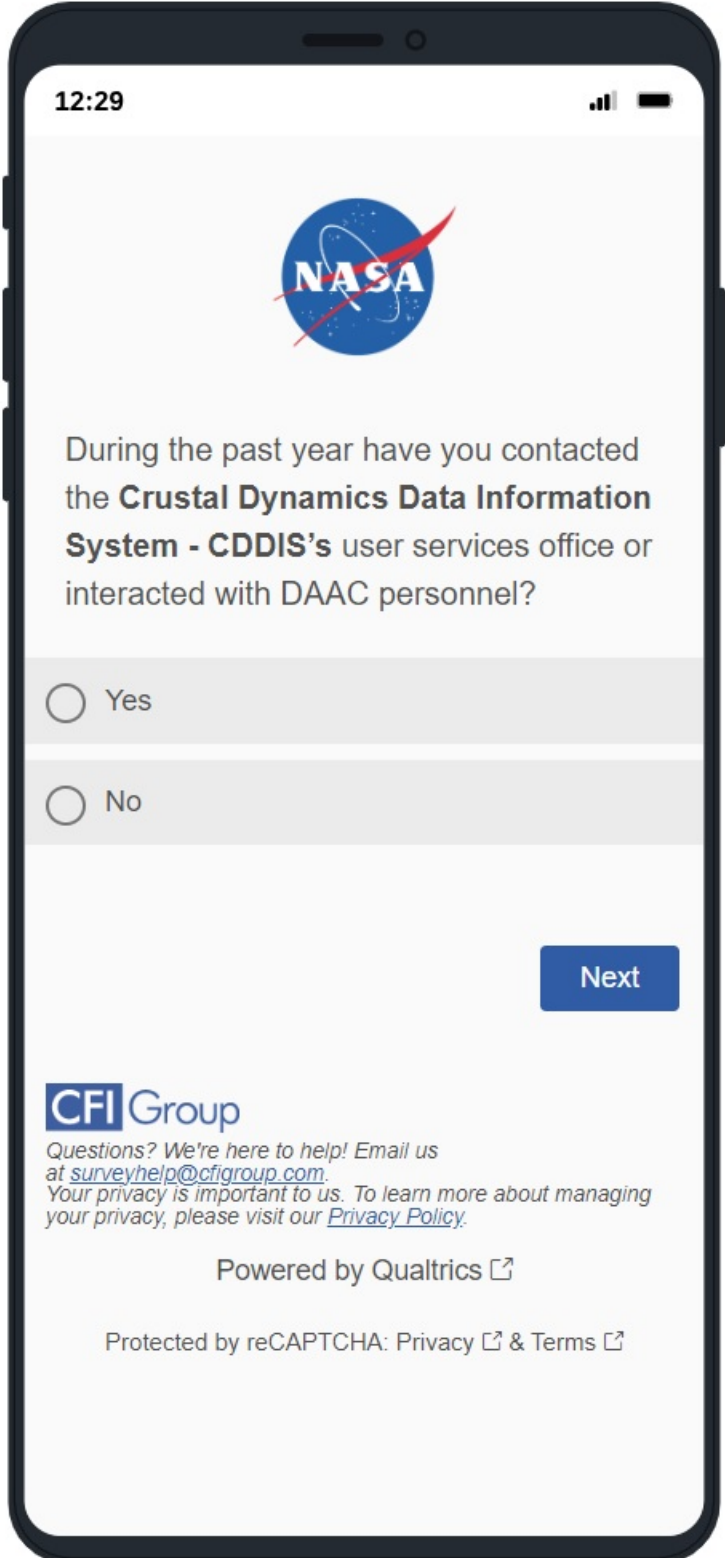 12:29
NASA
During the past year have you contacted
the Crustal Dynamics Data Information
System - CDDIS’s user services office or
interacted with DAAC personnel?
Yes
No
Next
CFI Group
Questions? We're here to help! Email us
at surveyhelp@cfigroup.com.
Your privacy is important to us. To learn more about managing
your privacy, please visit our Privacy Policy.
Powered by Qualtrics
Protected by reCAPTCHA: Privacy & Terms